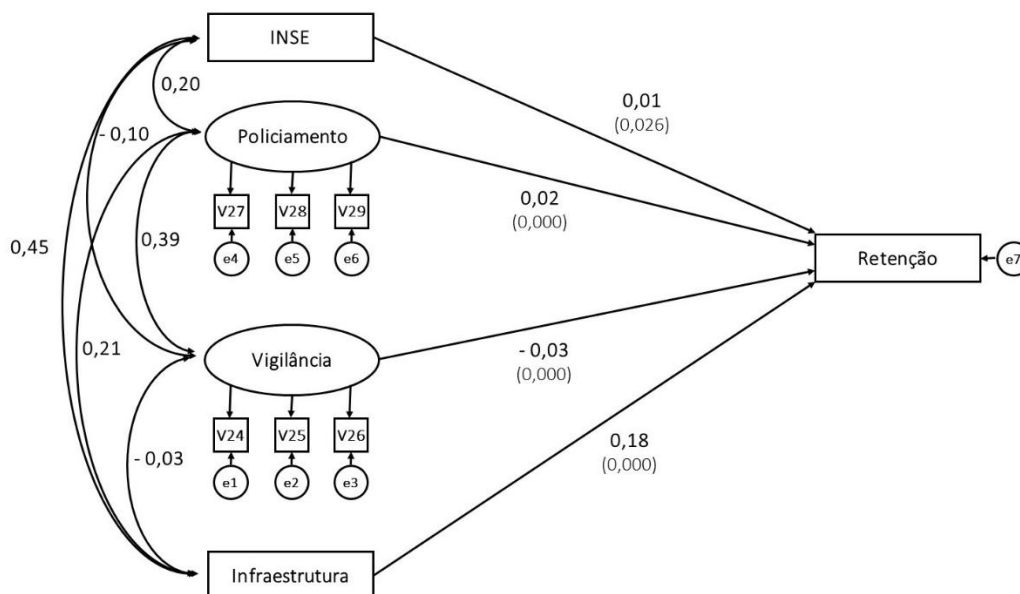 INSE
0,20
0,01
(0,026)
Policiamento
- 0,10
V27 V28 V29
0,02
(0,000)
e4 e5 e6
0,45
0,39
Retenção
e7
0,21
Vigilância
- 0,03
(0,000)
V24 V25 V26
0,18
(0,000)
- 0,03
e1 e2 e3
Infraestrutura